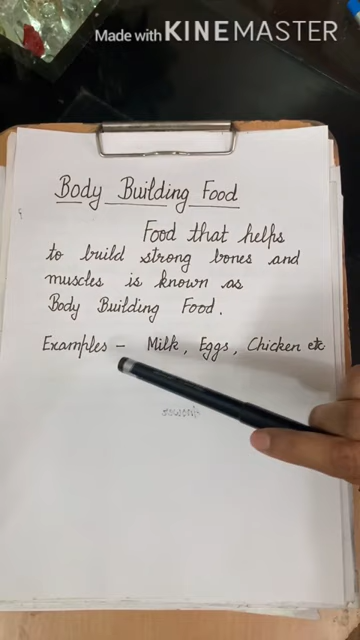 Made with KINEMASTER
Body Building Food
Food that helps
to build strong bones and
muscles is known as
Body Building Food.
Examples - Milk, Eggs, Chicken etc